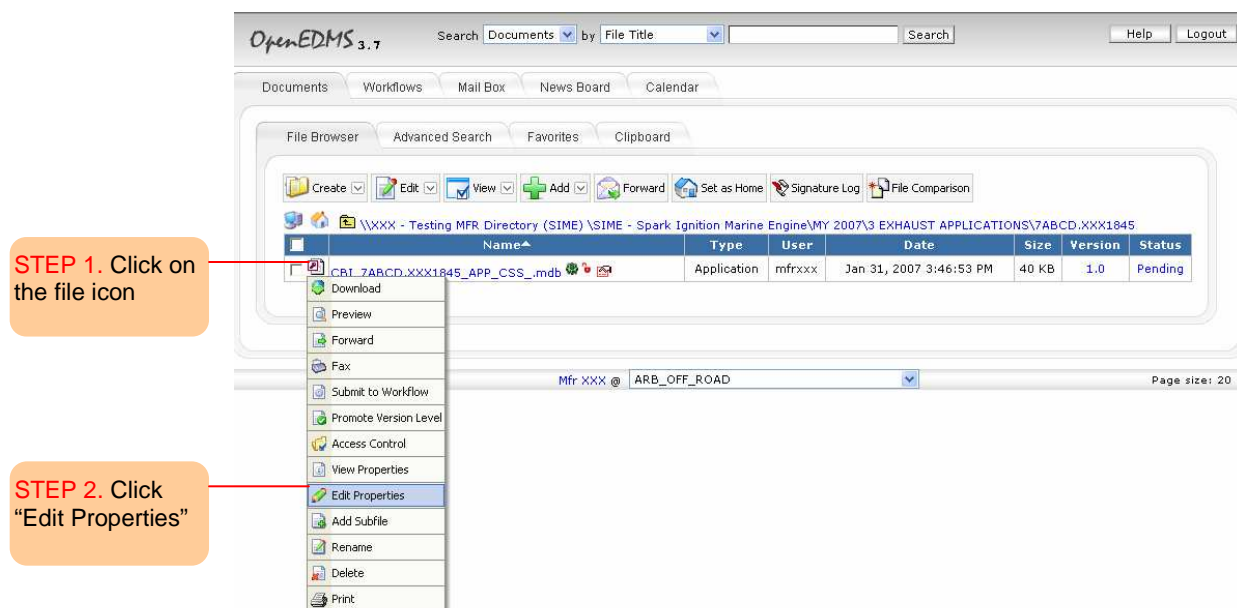 OpenEDMS 3.7 Search Documents by File Title Search Help Logout
Documents Workflows Mail Box News Board Calendar
File Browser Advanced Search Favorites Clipboard
Create Edit View Add Forward Set as Home Signature Log File Comparison
\\XXX - Testing MFR Directory (SIME) \SIME - Spark Ignition Marine Engine\MY 2007\3 EXHAUST APPLICATIONS\7ABCD.XXX1845
Name Type User Date Size Version Status
CBI_7ABCD.XXX1845_APP_CSS_.mdb Application mfrxxx Jan 31, 2007 3:46:53 PM 40 KB 1.0 Pending
STEP 1. Click on
the file icon
Download
Preview
Forward
Fax
Mfr XXX @ ARB_OFF_ROAD Page size: 20
Submit to Workflow
Promote Version Level
Access Control
View Properties
STEP 2. Click
“Edit Properties”
Edit Properties
Add Subfile
Rename
Delete
Print